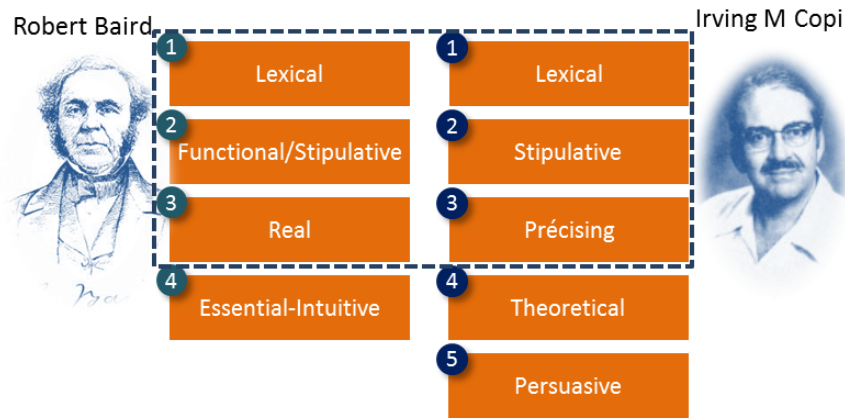 Robert Baird
Irving M Copi
1 Lexical
1 Lexical
2 Functional/Stipulative
2 Stipulative
3 Real
3 Précising
4 Essential-Intuitive
4 Theoretical
5 Persuasive